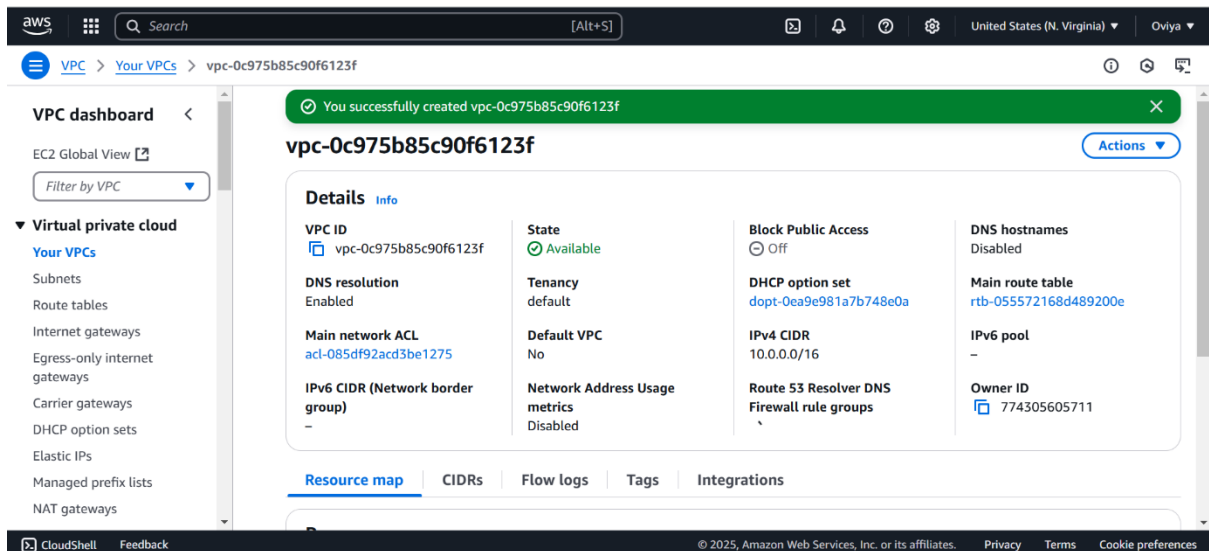 aws
Search
[Alt+S]
United States (N. Virginia)
Oviya
VPC > Your VPCs > vpc-0c975b85c90f6123f
VPC dashboard
EC2 Global View
Filter by VPC
Virtual private cloud
Your VPCs
Subnets
Route tables
Internet gateways
Egress-only internet
gateways
Carrier gateways
DHCP option sets
Elastic IPs
Managed prefix lists
NAT gateways
You successfully created vpc-0c975b85c90f6123f
vpc-0c975b85c90f6123f
Actions
Details Info
VPC ID
vpc-0c975b85c90f6123f
State
Available
Block Public Access
Off
DNS hostnames
Disabled
DNS resolution
Enabled
Tenancy
default
DHCP option set
dopt-0ea9e981a7b748e0a
Main route table
rtb-055572168d489200e
Main network ACL
acl-085df92acd3be1275
Default VPC
No
IPv4 CIDR
10.0.0.0/16
IPv6 pool
–
IPv6 CIDR (Network border
group)
–
Network Address Usage
metrics
Disabled
Route 53 Resolver DNS
Firewall rule groups
Owner ID
774305605711
Resource map
CIDRs
Flow logs
Tags
Integrations
CloudShell
Feedback
© 2025, Amazon Web Services, Inc. or its affiliates.
Privacy
Terms
Cookie preferences